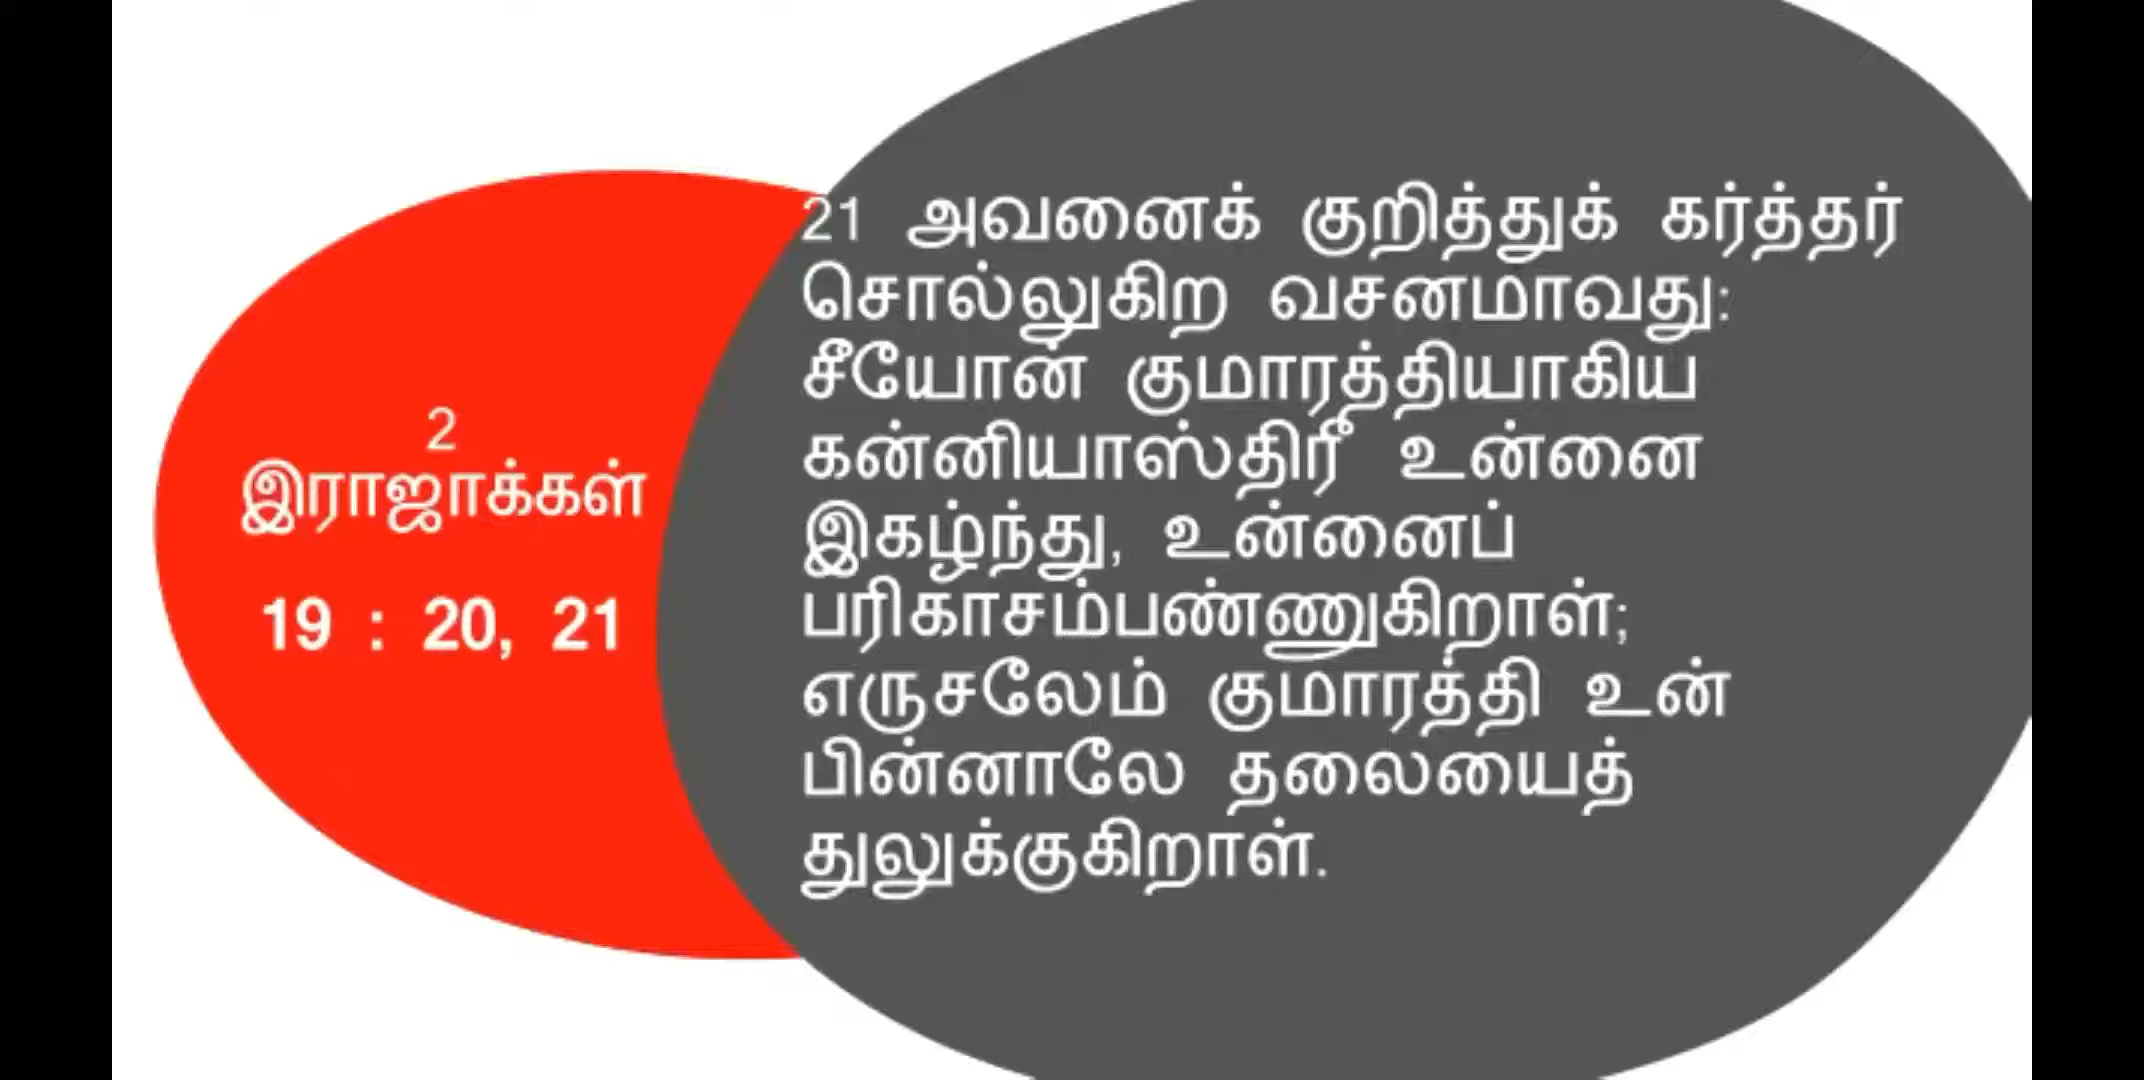 2
இராஜாக்கள்
19 : 20, 21
21 அவனைக் குறித்துக் கர்த்தர்
சொல்லுகிற வசனமாவது:
சீயோன் குமாரத்தியாகிய
கன்னியாஸ்திரீ உன்னை
இகழ்ந்து, உன்னைப்
பரிகாசம்பண்ணுகிறாள்;
எருசலேம் குமாரத்தி உன்
பின்னாலே தலையைத்
துலுக்குகிறாள்.